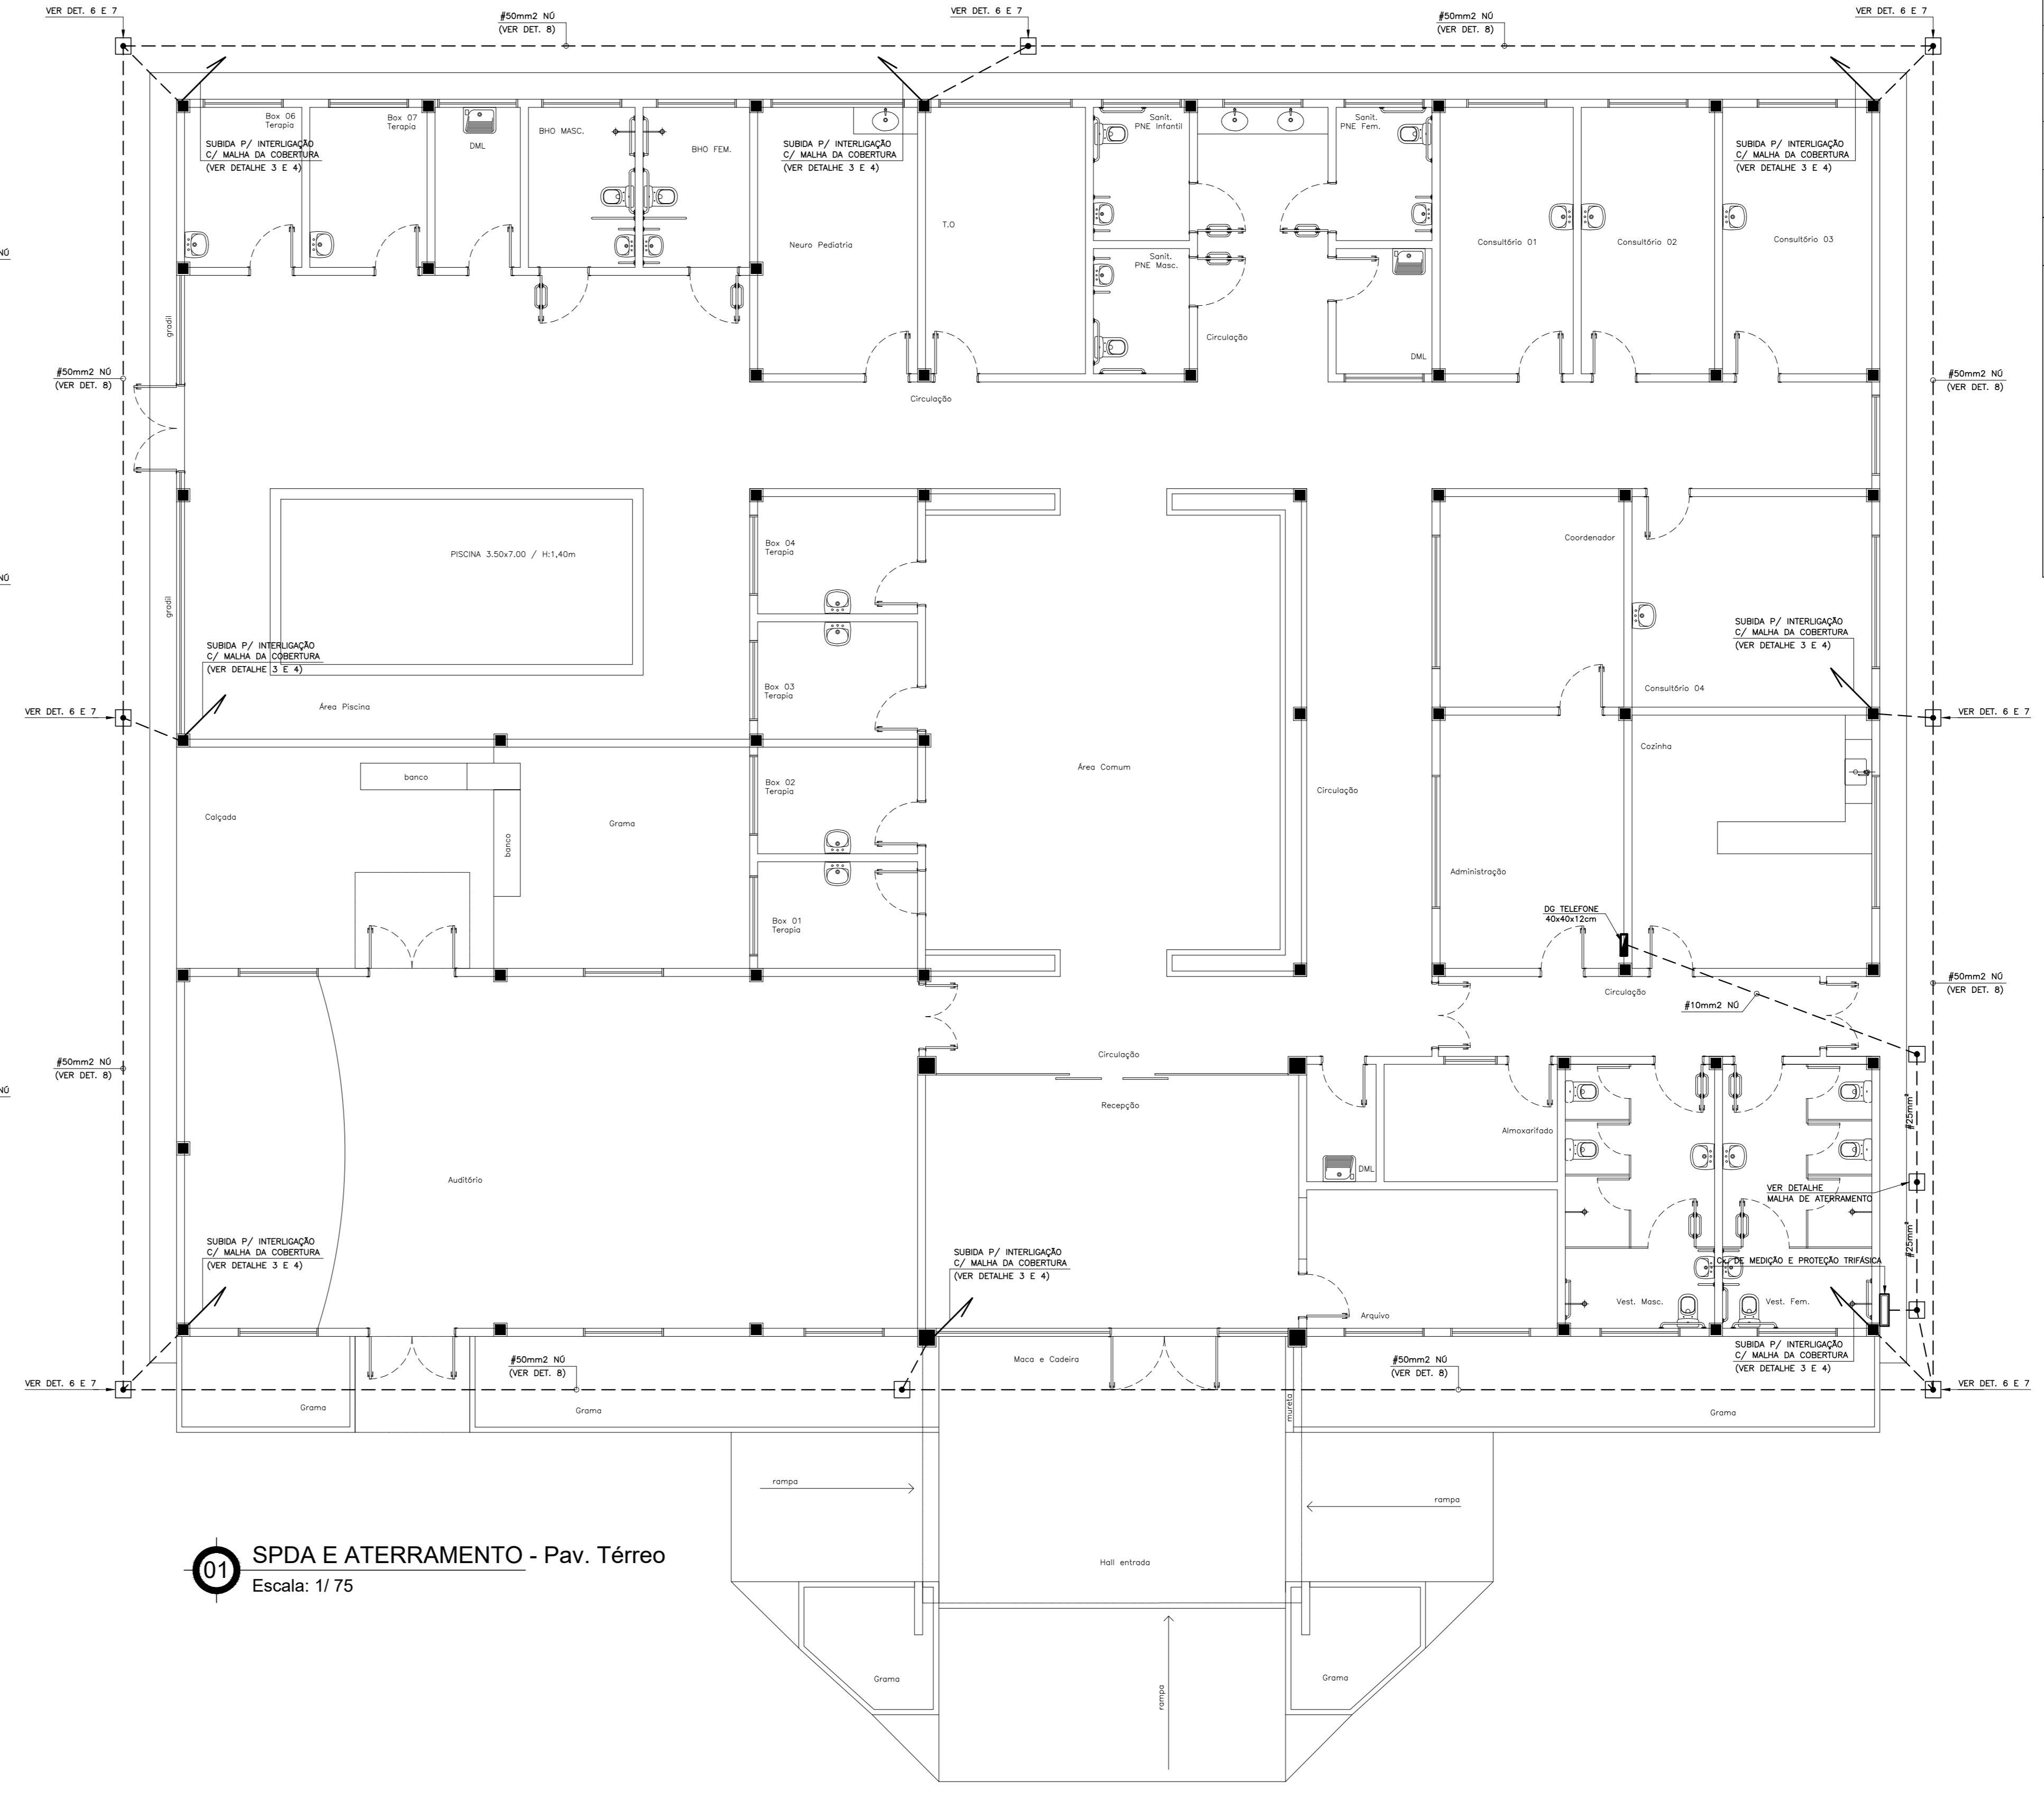 VER DET. 6 E 7
#50mm2 NÚ
(VER DET. 8)
VER DET. 6 E 7
#50mm2 NÚ
(VER DET. 8)
VER DET. 6 E 7
Box 06
Terapia
Box 07
Terapia
DML
BHO MASC.
BHO FEM.
SUBIDA P/ INTERLIGAÇÃO
C/ MALHA DA COBERTURA
(VER DETALHE 3 E 4)
SUBIDA P/ INTERLIGAÇÃO
C/ MALHA DA COBERTURA
(VER DETALHE 3 E 4)
Sanit.
PNE Infantil
Sanit.
PNE Fem.
SUBIDA P/ INTERLIGAÇÃO
C/ MALHA DA COBERTURA
(VER DETALHE 3 E 4)
Neuro Pediatria
T.O
Sanit.
PNE Masc.
Consultório 01
Consultório 02
Consultório 03
NÚ
gradil
Circulação
DML
#50mm2 NÚ
(VER DET. 8)
#50mm2 NÚ
(VER DET. 8)
Circulação
PISCINA 3.50x7.00 / H:1,40m
Box 04
Terapia
Coordenador
NÚ
gradil
SUBIDA P/ INTERLIGAÇÃO
C/ MALHA DA COBERTURA
(VER DETALHE 3 E 4)
SUBIDA P/ INTERLIGAÇÃO
C/ MALHA DA COBERTURA
(VER DETALHE 3 E 4)
Box 03
Terapia
Consultório 04
Área Piscina
VER DET. 6 E 7
VER DET. 6 E 7
Cozinha
banco
Box 02
Terapia
Área Comum
Circulação
Calçada
Grama
banco
Administração
Box 01
Terapia
DG TELEFONE
40x40x12cm
#50mm2 NÚ
(VER DET. 8)
Circulação
#10mm2 NÚ
#50mm2 NÚ
(VER DET. 8)
NÚ
Circulação
Recepção
#25mm²
Almoxarifado
DML
Auditório
VER DETALHE
MALHA DE ATERRAMENTO
#25mm²
SUBIDA P/ INTERLIGAÇÃO
C/ MALHA DA COBERTURA
(VER DETALHE 3 E 4)
SUBIDA P/ INTERLIGAÇÃO
C/ MALHA DA COBERTURA
(VER DETALHE 3 E 4)
CX. DE MEDIÇÃO E PROTEÇÃO TRIFÁSICA
Arquivo
Vest. Masc.
Vest. Fem.
SUBIDA P/ INTERLIGAÇÃO
C/ MALHA DA COBERTURA
(VER DETALHE 3 E 4)
Maca e Cadeira
#50mm2 NÚ
(VER DET. 8)
#50mm2 NÚ
(VER DET. 8)
VER DET. 6 E 7
VER DET. 6 E 7
mureta
Grama
Grama
Grama
rampa
rampa
Hall entrada
01
SPDA E ATERRAMENTO - Pav. Térreo
Escala: 1/ 75
Grama
Grama
rampa